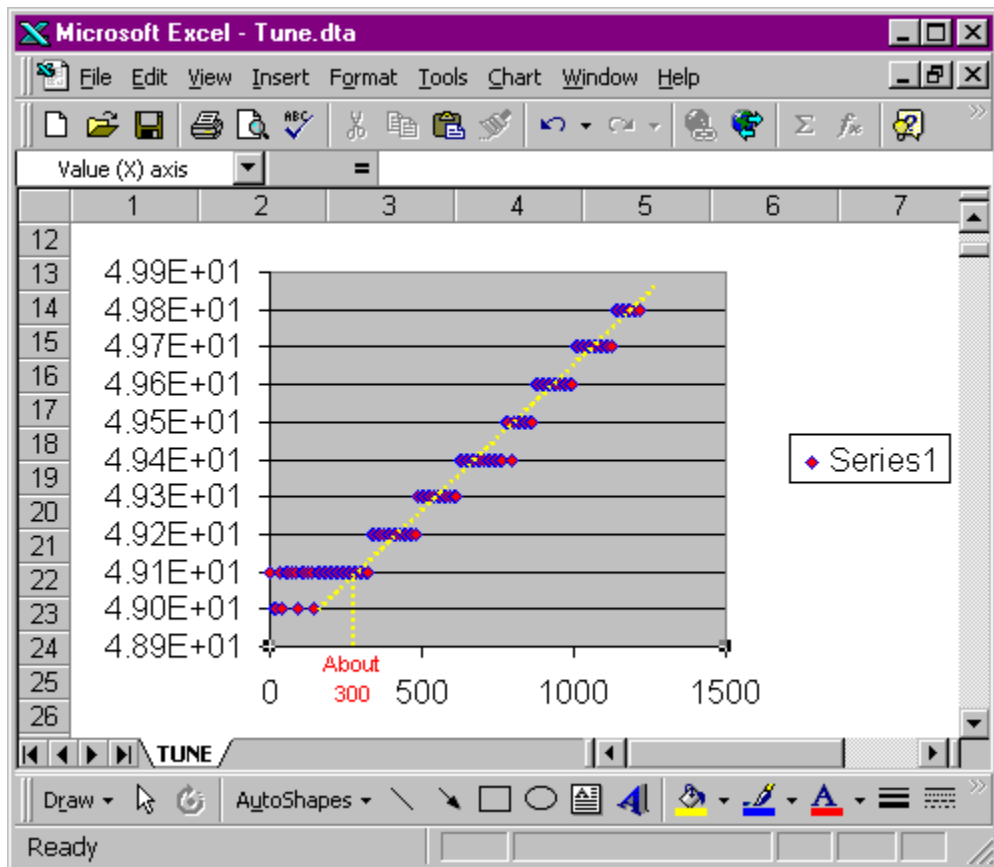 Microsoft Excel - Tune.dta
File Edit View Insert Format Tools Chart Window Help
ABC Σ fx ?
Value (X) axis =
1 2 3 4 5 6 7
12
13
14
15
16
17
18
19
20
21
22
23
24
25
26
4.99E+01
4.98E+01
4.97E+01
4.96E+01
4.95E+01
4.94E+01
4.93E+01
4.92E+01
4.91E+01
4.90E+01
4.89E+01
Series1
About
300
0 500 1000 1500
TUNE
Draw AutoShapes A A
Ready